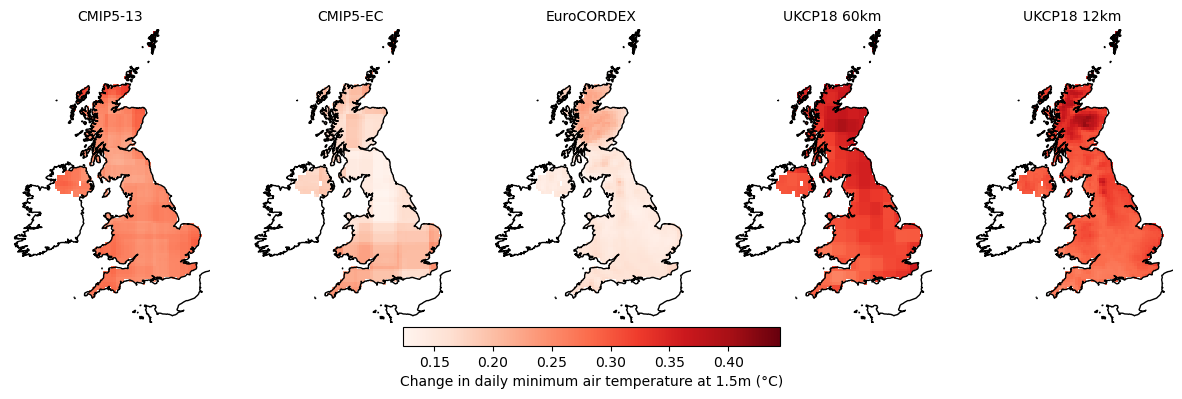 CMIP5-13 CMIP5-EC EuroCORDEX UKCP18 60km UKCP18 12km
0.15 0.20 0.25 0.30 0.35 0.40
Change in daily minimum air temperature at 1.5m (°C)